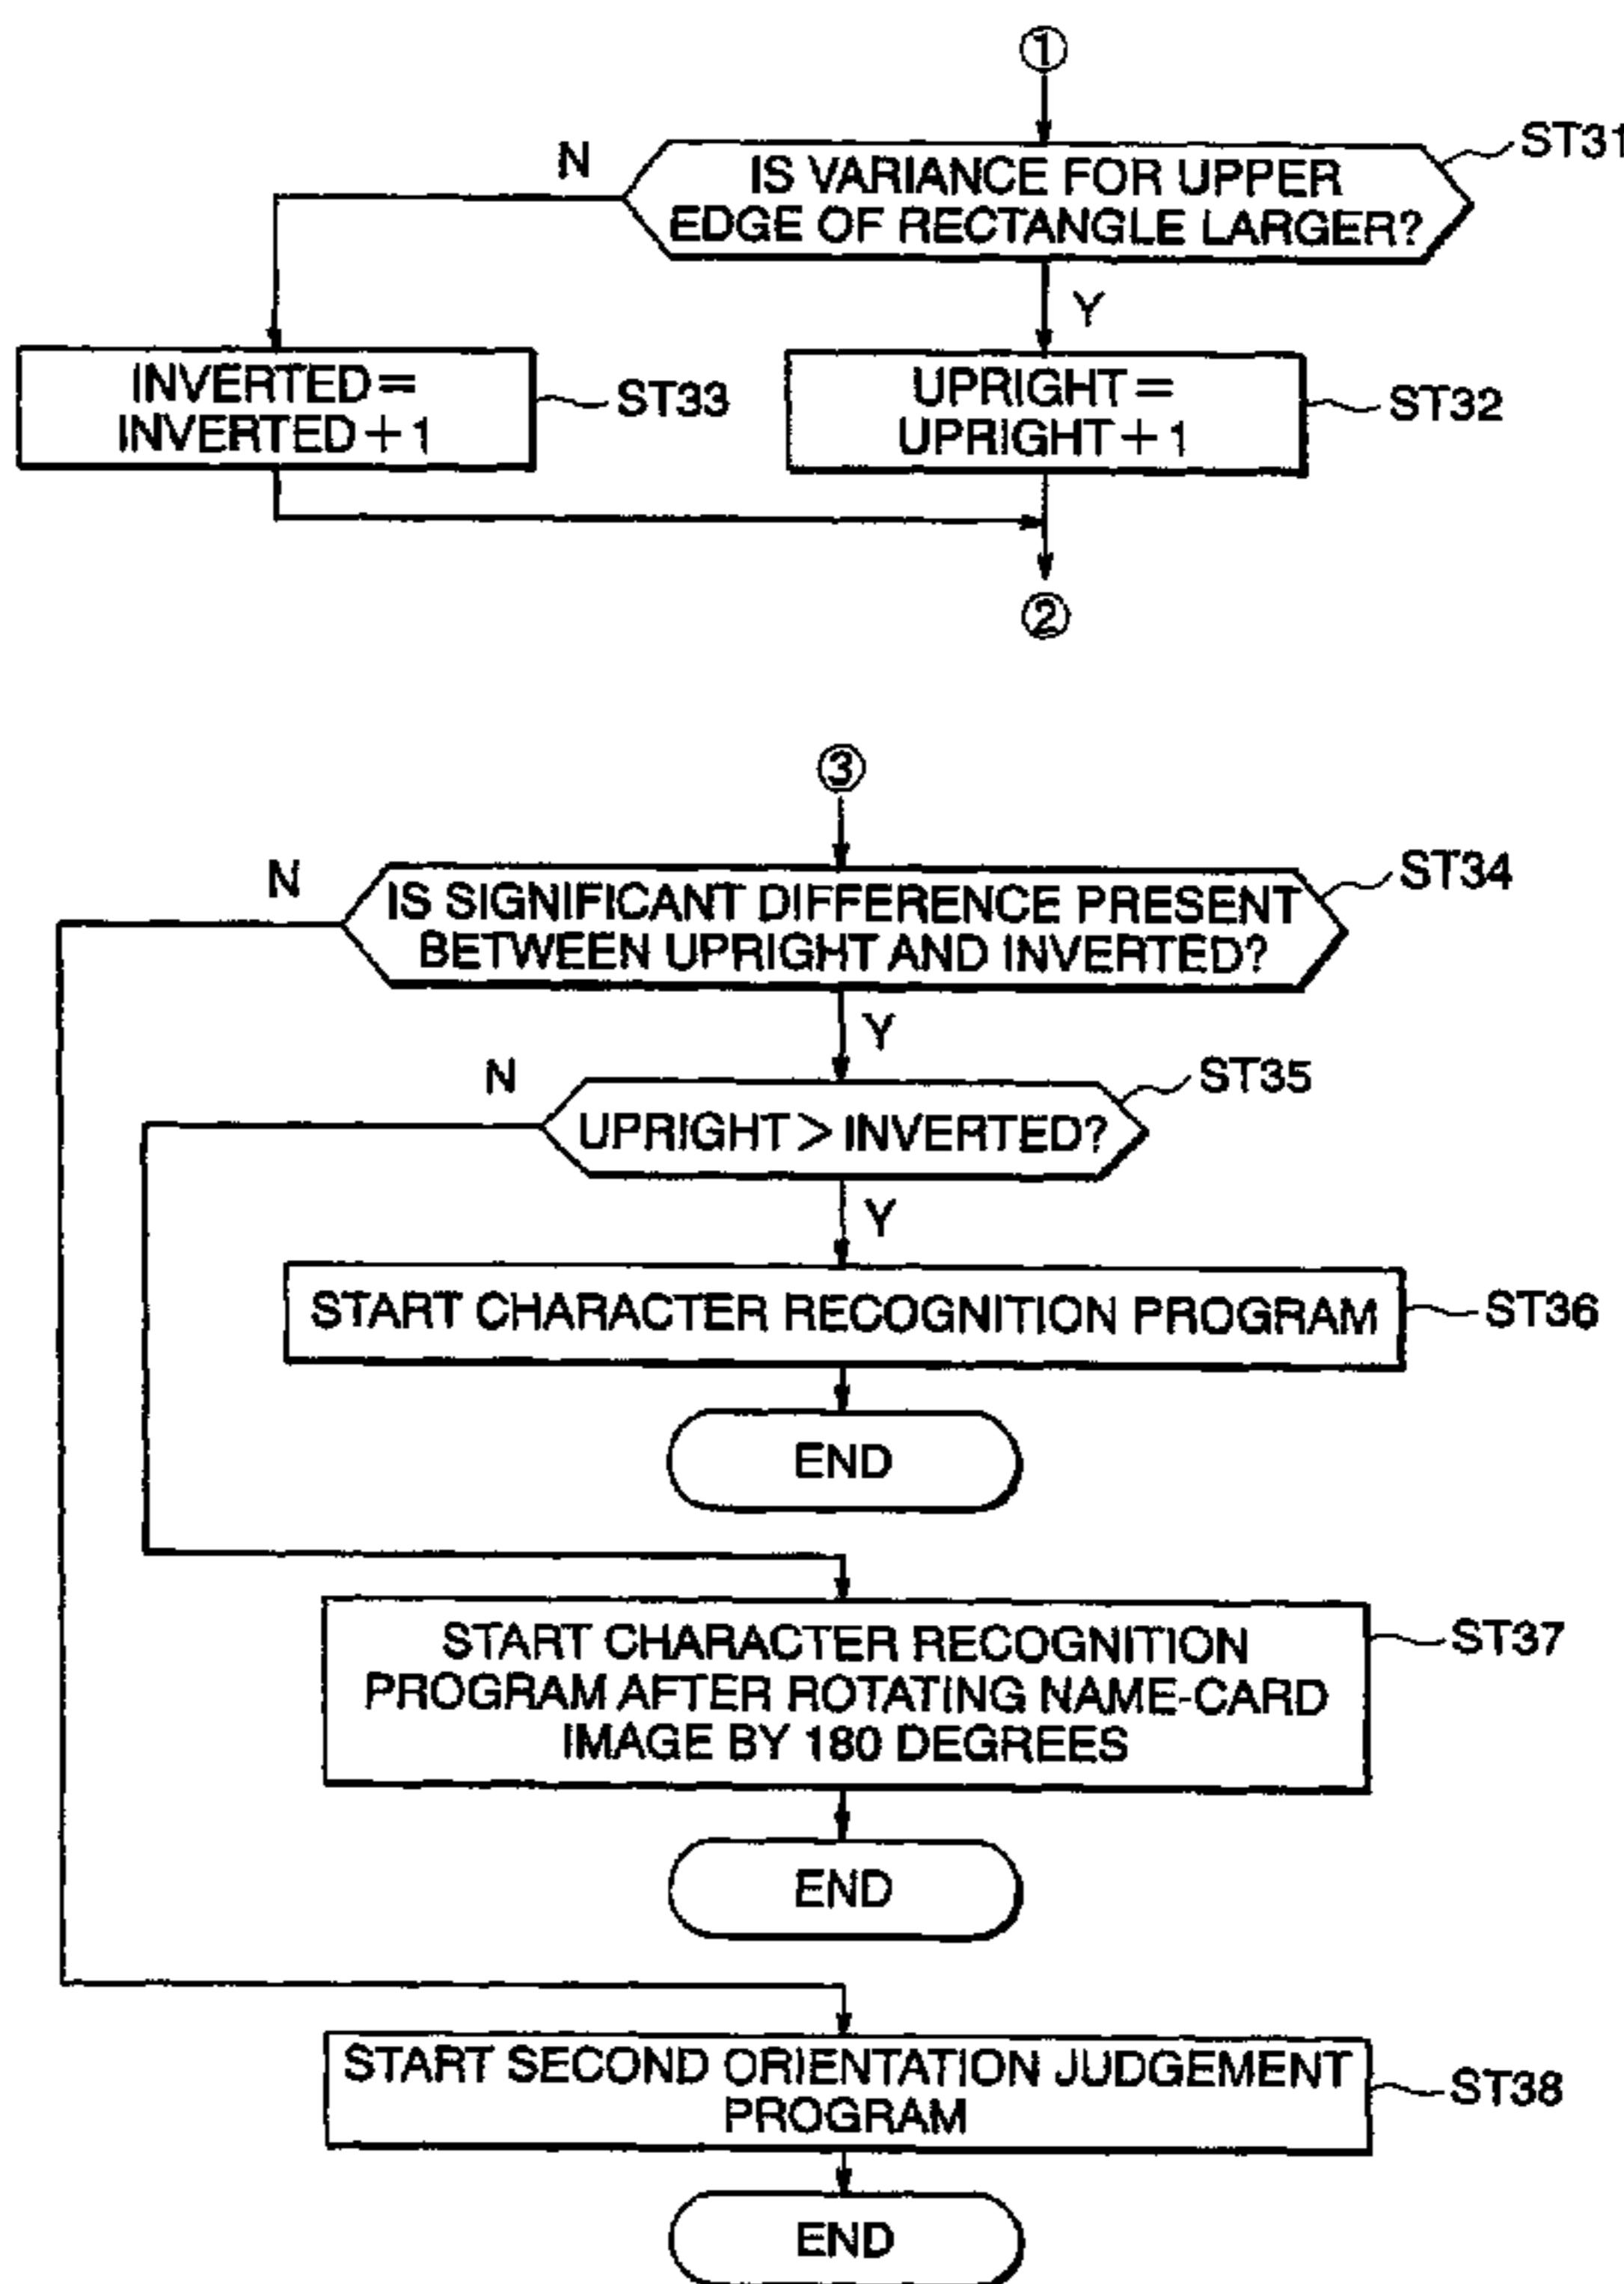 ①
N
ST31
IS VARIANCE FOR UPPER
EDGE OF RECTANGLE LARGER?
Y
INVERTED=
INVERTED+1
ST33
UPRIGHT=
UPRIGHT+1
ST32
②
③
N
ST34
IS SIGNIFICANT DIFFERENCE PRESENT
BETWEEN UPRIGHT AND INVERTED?
Y
N
ST35
UPRIGHT>INVERTED?
Y
START CHARACTER RECOGNITION PROGRAM
ST36
END
START CHARACTER RECOGNITION
PROGRAM AFTER ROTATING NAME-CARD
IMAGE BY 180 DEGREES
ST37
END
START SECOND ORIENTATION JUDGEMENT
PROGRAM
ST38
END